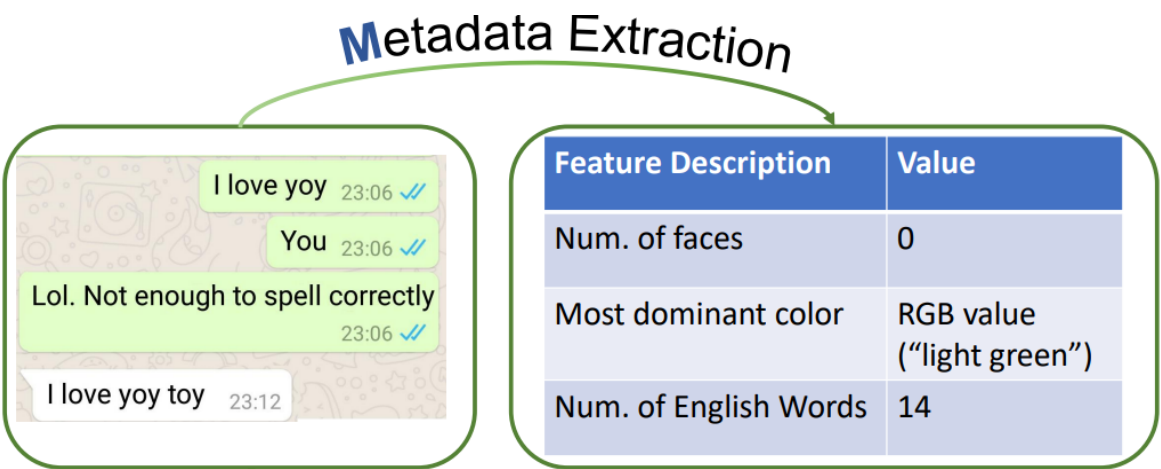 Metadata Extraction
I love yoy 23:06
You 23:06
Lol. Not enough to spell correctly
23:06
I love yoy toy 23:12
Feature Description Value
Num. of faces 0
Most dominant color RGB value
(“light green”)
Num. of English Words 14